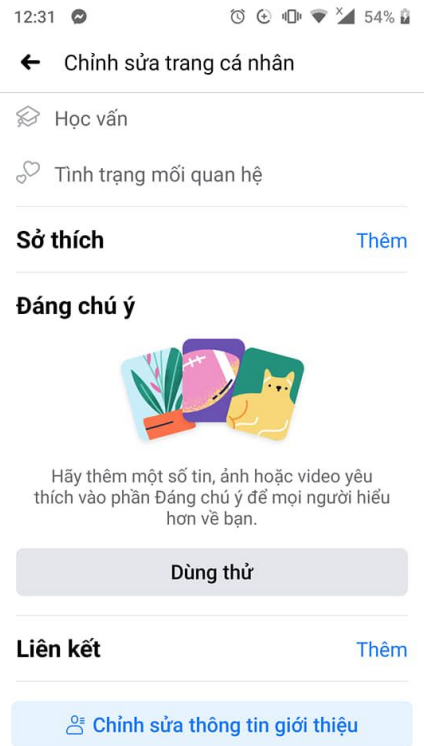 12:31
54%
Chỉnh sửa trang cá nhân
Học vấn
Tình trạng mối quan hệ
Sở thích
Thêm
Đáng chú ý
Hãy thêm một số tin, ảnh hoặc video yêu
thích vào phần Đáng chú ý để mọi người hiểu
hơn về bạn.
Dùng thử
Liên kết
Thêm
Chỉnh sửa thông tin giới thiệu